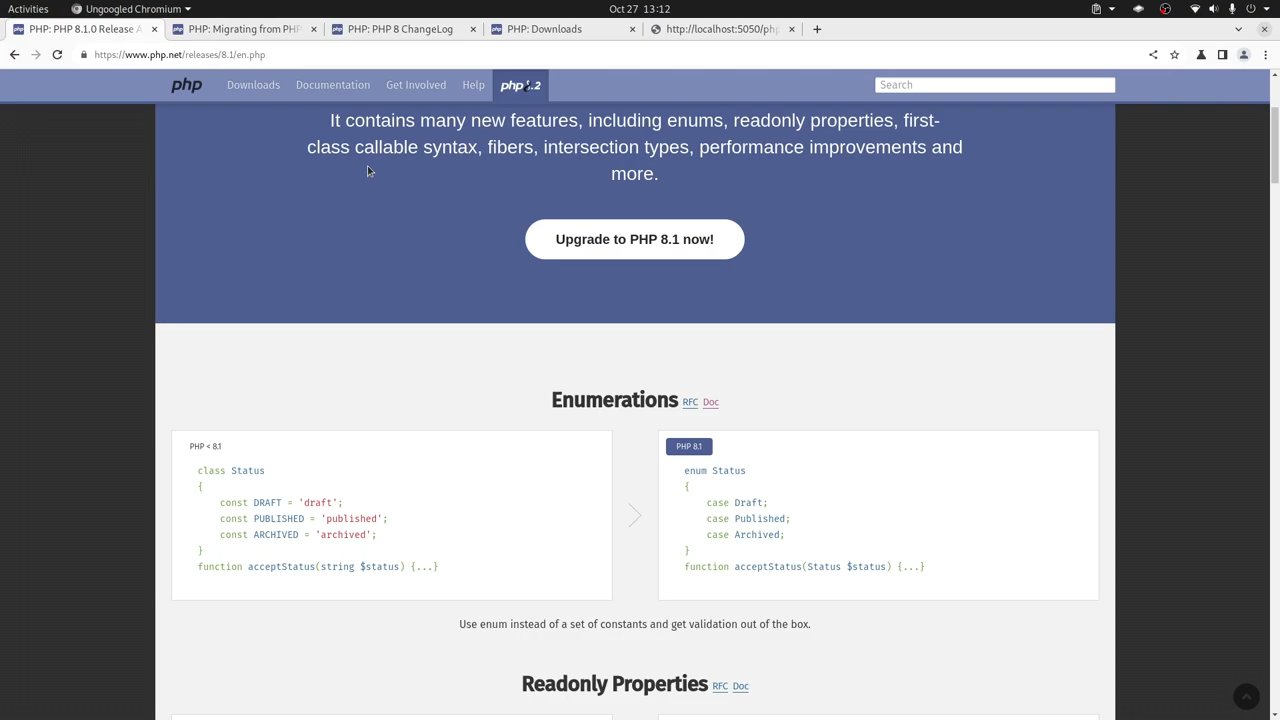 Activities
Ungoogled Chromium
Oct 27 13:12
PHP: PHP 8.1.0 Release A
PHP: Migrating from PHP
PHP: PHP 8 ChangeLog
PHP: Downloads
http://localhost:5050/php
https://www.php.net/releases/8.1/en.php
php
Downloads
Documentation
Get Involved
Help
php8.2
Search
It contains many new features, including enums, readonly properties, first-
class callable syntax, fibers, intersection types, performance improvements and
more.
Upgrade to PHP 8.1 now!
Enumerations RFC Doc
PHP < 8.1
class Status
{
const DRAFT = 'draft';
const PUBLISHED = 'published';
const ARCHIVED = 'archived';
}
function acceptStatus(string $status) {...}
PHP 8.1
enum Status
{
case Draft;
case Published;
case Archived;
}
function acceptStatus(Status $status) {...}
Use enum instead of a set of constants and get validation out of the box.
Readonly Properties RFC Doc